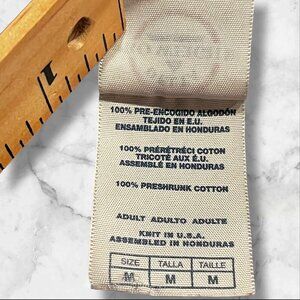 1
100% PRE-ENCOGIDO ALGODÓN
TEJIDO EN E.U.
ENSAMBLADO EN HONDURAS
100% PRÉRÉTRÉCI COTON
TRICOTÉ AUX É.U.
ASSEMBLÉ EN HONDURAS
100% PRESHRUNK COTTON
ADULT ADULTO ADULTE
KNIT IN U.S.A.
ASSEMBLED IN HONDURAS
SIZE TALLA TAILLE
M M M